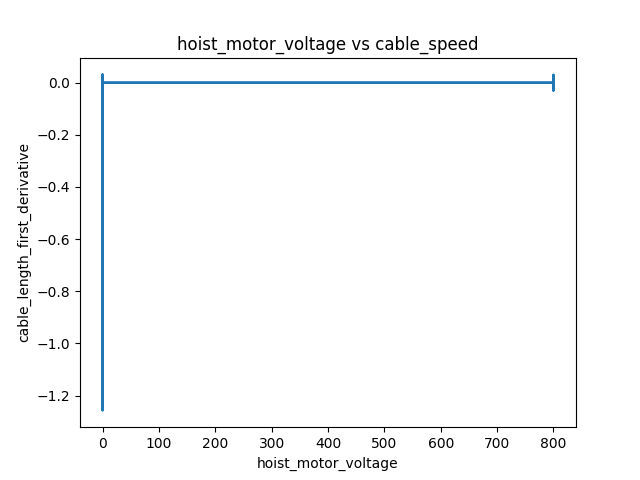 hoist_motor_voltage vs cable_speed
0.0
−0.2
−0.4
−0.6
−0.8
−1.0
−1.2
cable_length_first_derivative
0 100 200 300 400 500 600 700 800
hoist_motor_voltage